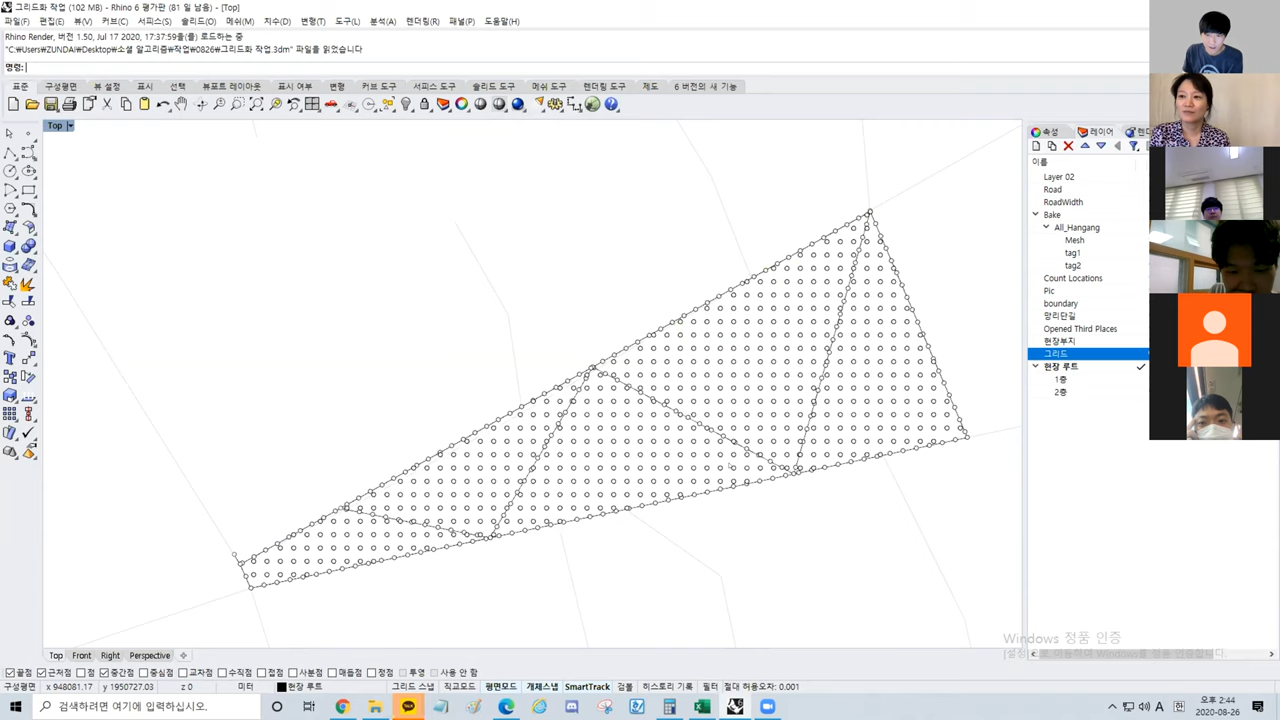 그리드화 작업 (102 MB) - Rhino 6 평가판 (81 일 남음) - [Top]
파일(F) 편집(E) 뷰(V) 커브(C) 서피스(S) 솔리드(O) 메쉬(M) 치수(D) 변형(T) 도구(L) 분석(A) 렌더링(R) 패널(P) 도움말(H)
Rhino Render, 버전 1.50, Jul 17 2020, 17:37:59을(를) 로드하는 중
"C:\Users\ZUNDAI\Desktop\소셜 알고리즘\작업\0826\그리드화 작업.3dm" 파일을 읽었습니다
명령:
표준 구성평면 뷰 설정 표시 선택 뷰포트 레이아웃 표시 여부 변형 커브 도구 서피스 도구 솔리드 도구 메쉬 도구 렌더링 도구 제도 6 버전의 새 기능
Top
속성 레이어 렌더
이름
Layer 02
Road
RoadWidth
Bake
All_Hangang
Mesh
tag1
tag2
Count Locations
Pic
boundary
망리단길
Opened Third Places
현장부지
그리드
현장 루트
1층
2층
Windows 정품 인증
Top Front Right Perspective
끝점 근처점 점 중간점 중심점 교차점 수직점 접점 사분점 매듭점 정점 투영 사용 안 함
구성평면 x 948081.17 y 1950727.03 z 0 미터 현장 루트 그리드 스냅 직교모드 평면모드 개체스냅 SmartTrack 검볼 히스토리 기록 필터 절대 허용오차: 0.001
검색하려면 여기에 입력하십시오.
오후 2:44
2020-08-26